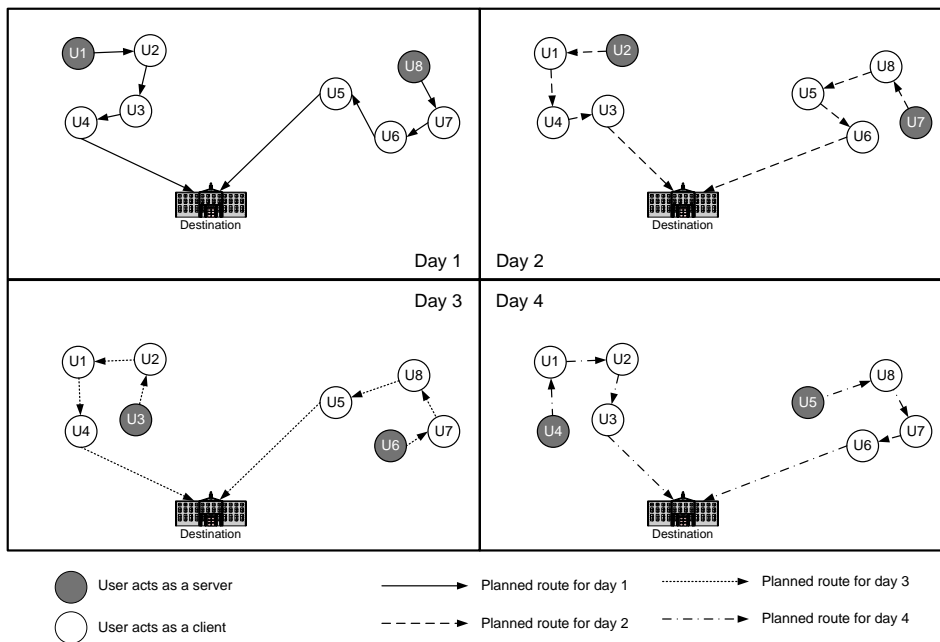 U1
U2
U3
U4
U5
U6
U7
U8
Destination
Day 1
U1
U2
U3
U4
U5
U6
U7
U8
Destination
Day 2
Day 3
U1
U2
U3
U4
U5
U6
U7
U8
Destination
Day 4
U1
U2
U3
U4
U5
U6
U7
U8
Destination
User acts as a server
User acts as a client
Planned route for day 1
Planned route for day 2
Planned route for day 3
Planned route for day 4